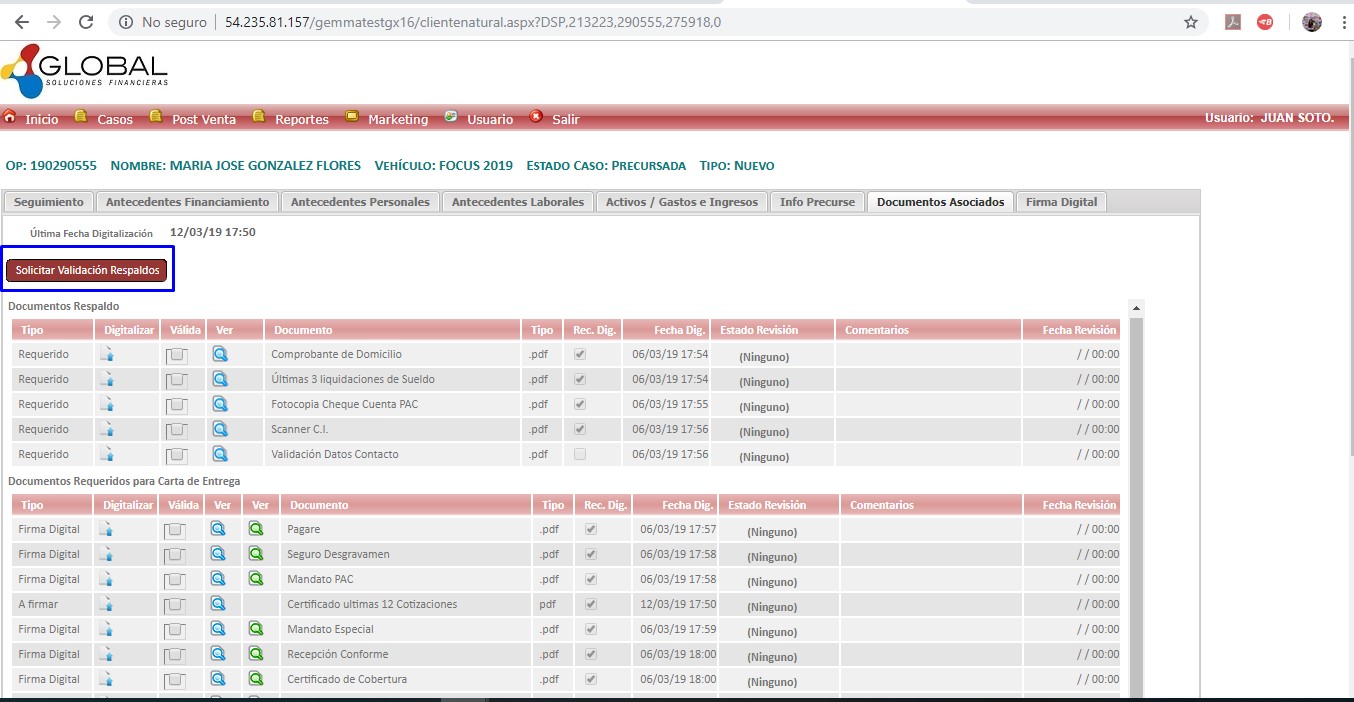 No seguro | 54.235.81.157/gemmatestgx16/clientenatural.aspx?DSP,213223,290555,275918,0
GLOBAL
SOLUCIONES FINANCIERAS
Inicio Casos Post Venta Reportes Marketing Usuario Salir Usuario: JUAN SOTO.
OP: 190290555 NOMBRE: MARIA JOSE GONZALEZ FLORES VEHÍCULO: FOCUS 2019 ESTADO CASO: PRECURSADA TIPO: NUEVO
Seguimiento Antecedentes Financiamiento Antecedentes Personales Antecedentes Laborales Activos / Gastos e Ingresos Info Precurse Documentos Asociados Firma Digital
Última Fecha Digitalización 12/03/19 17:50
Solicitar Validación Respaldos
Documentos Respaldo
Tipo Digitalizar Válida Ver Documento Tipo Rec. Dig. Fecha Dig. Estado Revisión Comentarios Fecha Revisión
Requerido Comprobante de Domicilio .pdf 06/03/19 17:54 (Ninguno) / / 00:00
Requerido Últimas 3 liquidaciones de Sueldo .pdf 06/03/19 17:54 (Ninguno) / / 00:00
Requerido Fotocopia Cheque Cuenta PAC .pdf 06/03/19 17:55 (Ninguno) / / 00:00
Requerido Scanner C.I. .pdf 06/03/19 17:56 (Ninguno) / / 00:00
Requerido Validación Datos Contacto .pdf 06/03/19 17:56 (Ninguno) / / 00:00
Documentos Requeridos para Carta de Entrega
Tipo Digitalizar Válida Ver Ver Documento Tipo Rec. Dig. Fecha Dig. Estado Revisión Comentarios Fecha Revisión
Firma Digital Pagare .pdf 06/03/19 17:57 (Ninguno) / / 00:00
Firma Digital Seguro Desgravamen .pdf 06/03/19 17:58 (Ninguno) / / 00:00
Firma Digital Mandato PAC .pdf 06/03/19 17:58 (Ninguno) / / 00:00
A firmar Certificado ultimas 12 Cotizaciones pdf 12/03/19 17:50 (Ninguno) / / 00:00
Firma Digital Mandato Especial .pdf 06/03/19 17:59 (Ninguno) / / 00:00
Firma Digital Recepción Conforme .pdf 06/03/19 18:00 (Ninguno) / / 00:00
Firma Digital Certificado de Cobertura .pdf 06/03/19 18:00 (Ninguno) / / 00:00